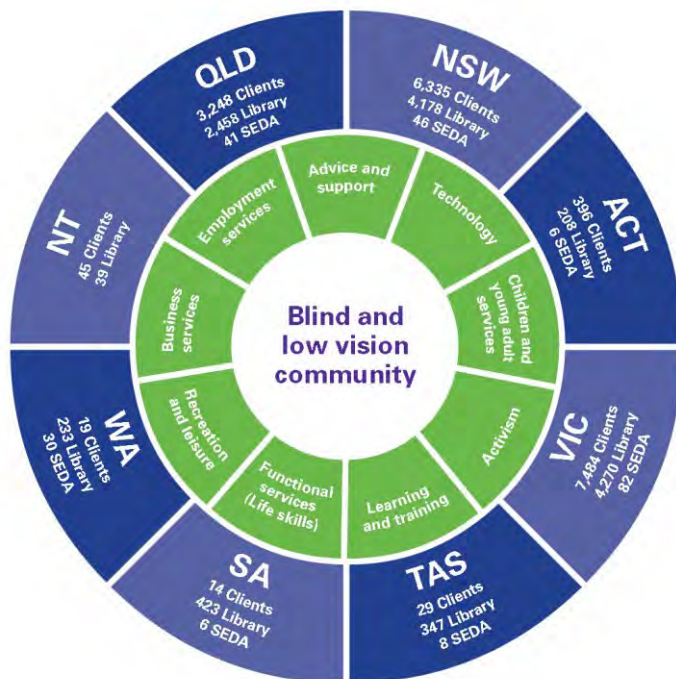 QLD
3,248 Clients
2,458 Library
41 SEDA
NSW
6,335 Clients
4,178 Library
46 SEDA
ACT
396 Clients
208 Library
6 SEDA
VIC
7,484 Clients
4,270 Library
82 SEDA
TAS
29 Clients
347 Library
8 SEDA
SA
14 Clients
423 Library
6 SEDA
WA
19 Clients
233 Library
30 SEDA
NT
45 Clients
39 Library
Advice and
support
Technology
Children and
young adult
services
Activism
Learning
and training
Functional
services
(Life skills)
Recreation
and leisure
Business
services
Employment
services
Blind and
low vision
community